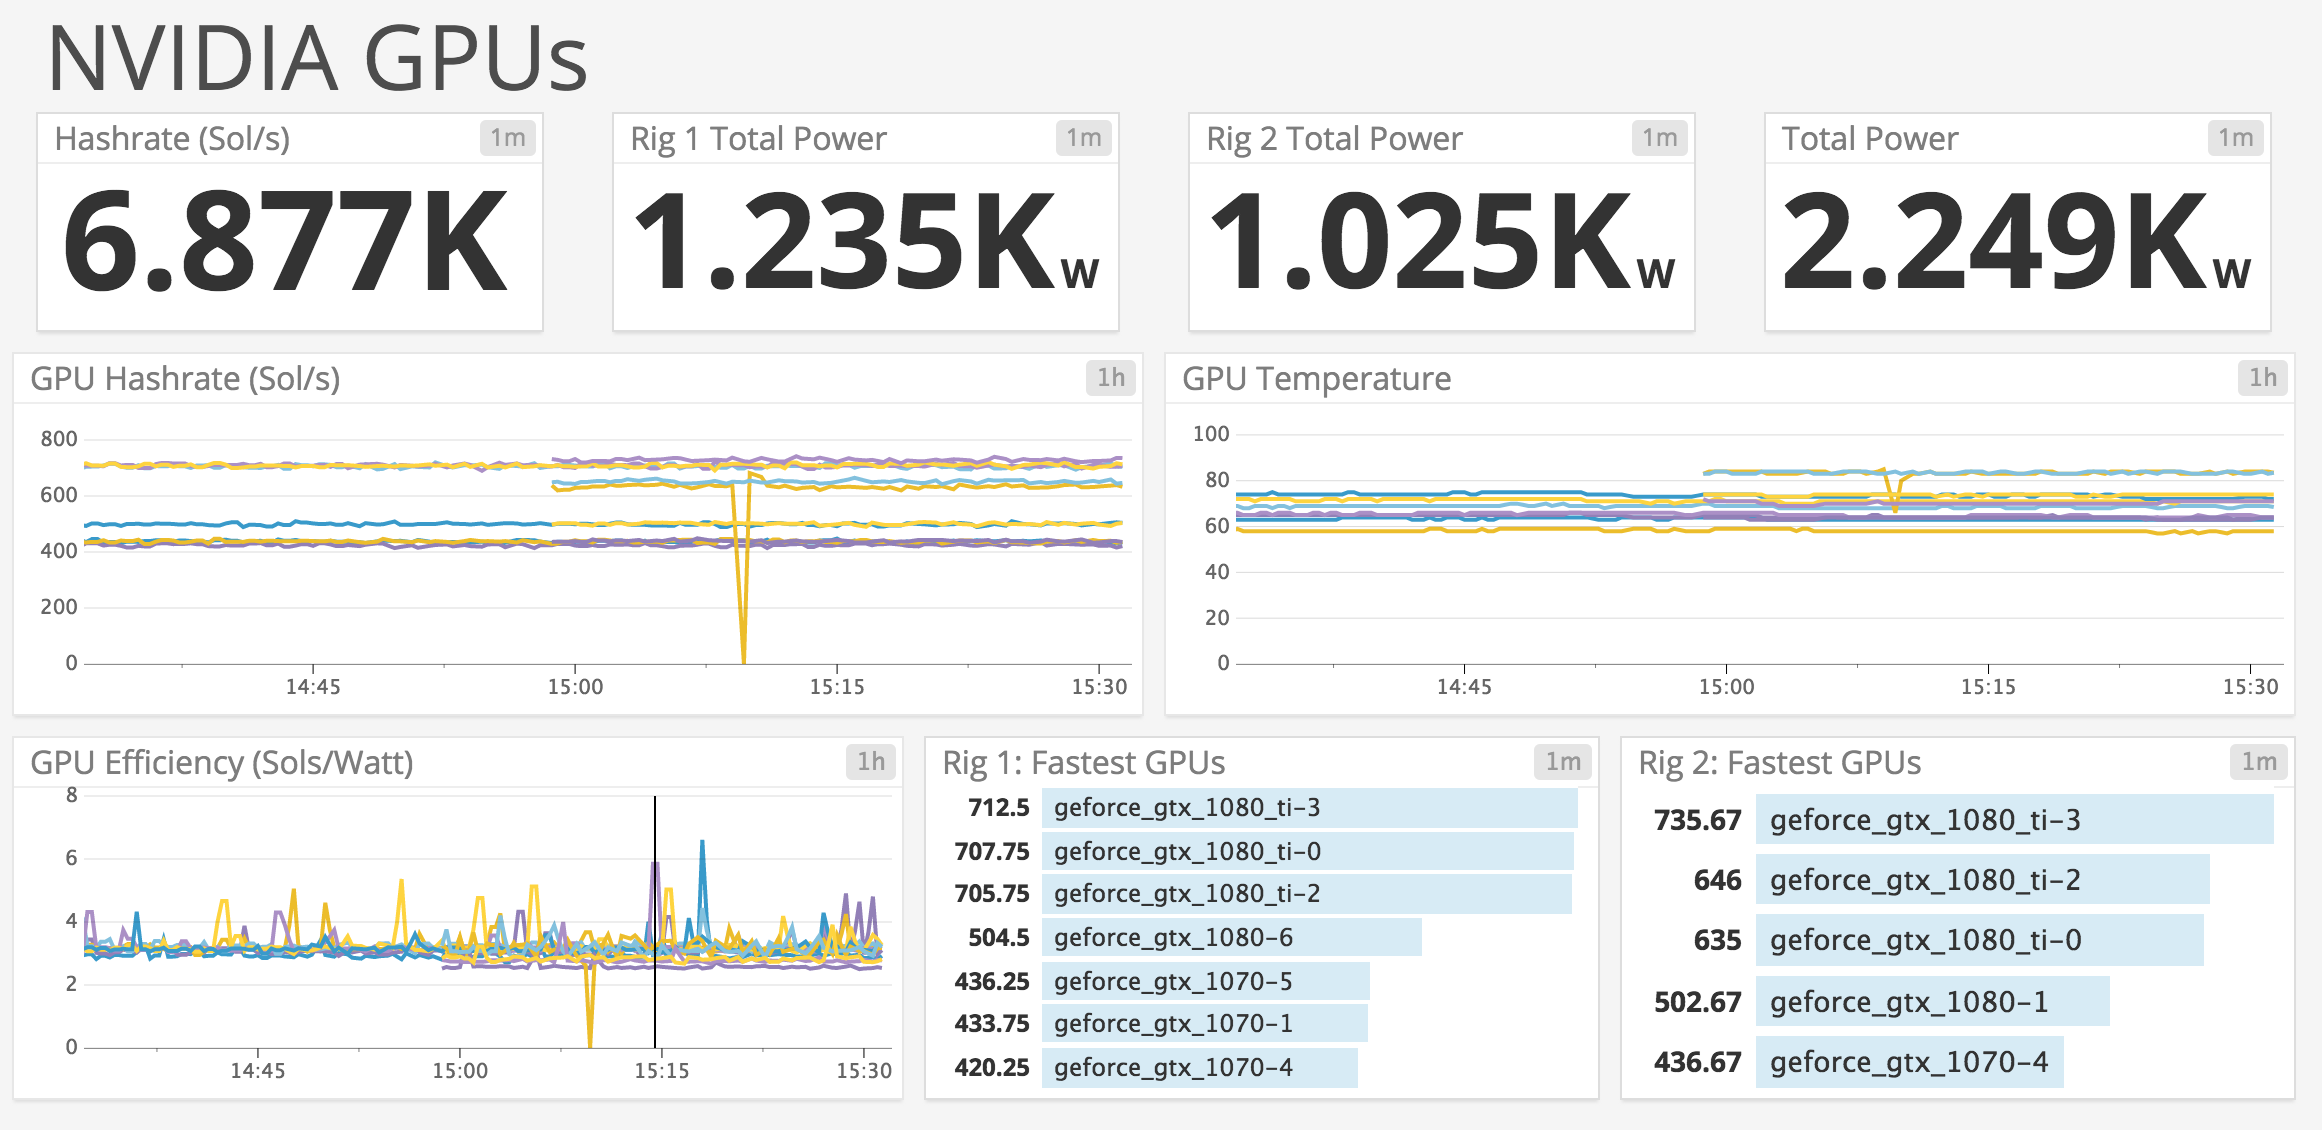 NVIDIA GPUs
Hashrate (Sol/s) 1m
6.877K
Rig 1 Total Power 1m
1.235K w
Rig 2 Total Power 1m
1.025K w
Total Power 1m
2.249K w
GPU Hashrate (Sol/s) 1h
800
600
400
200
0
14:45 15:00 15:15 15:30
GPU Temperature 1h
100
80
60
40
20
0
14:45 15:00 15:15 15:30
GPU Efficiency (Sols/Watt) 1h
8
6
4
2
0
14:45 15:00 15:15 15:30
Rig 1: Fastest GPUs 1m
712.5 geforce_gtx_1080_ti-3
707.75 geforce_gtx_1080_ti-0
705.75 geforce_gtx_1080_ti-2
504.5 geforce_gtx_1080-6
436.25 geforce_gtx_1070-5
433.75 geforce_gtx_1070-1
420.25 geforce_gtx_1070-4
Rig 2: Fastest GPUs 1m
735.67 geforce_gtx_1080_ti-3
646 geforce_gtx_1080_ti-2
635 geforce_gtx_1080_ti-0
502.67 geforce_gtx_1080-1
436.67 geforce_gtx_1070-4